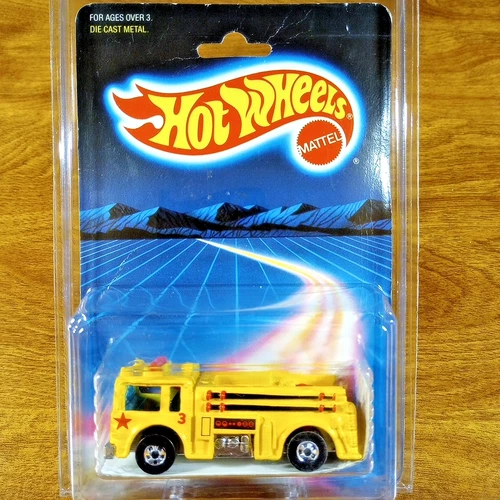 FOR AGES OVER 3.
DIE CAST METAL.
HOT WHEELS®
MATTEL
®
3